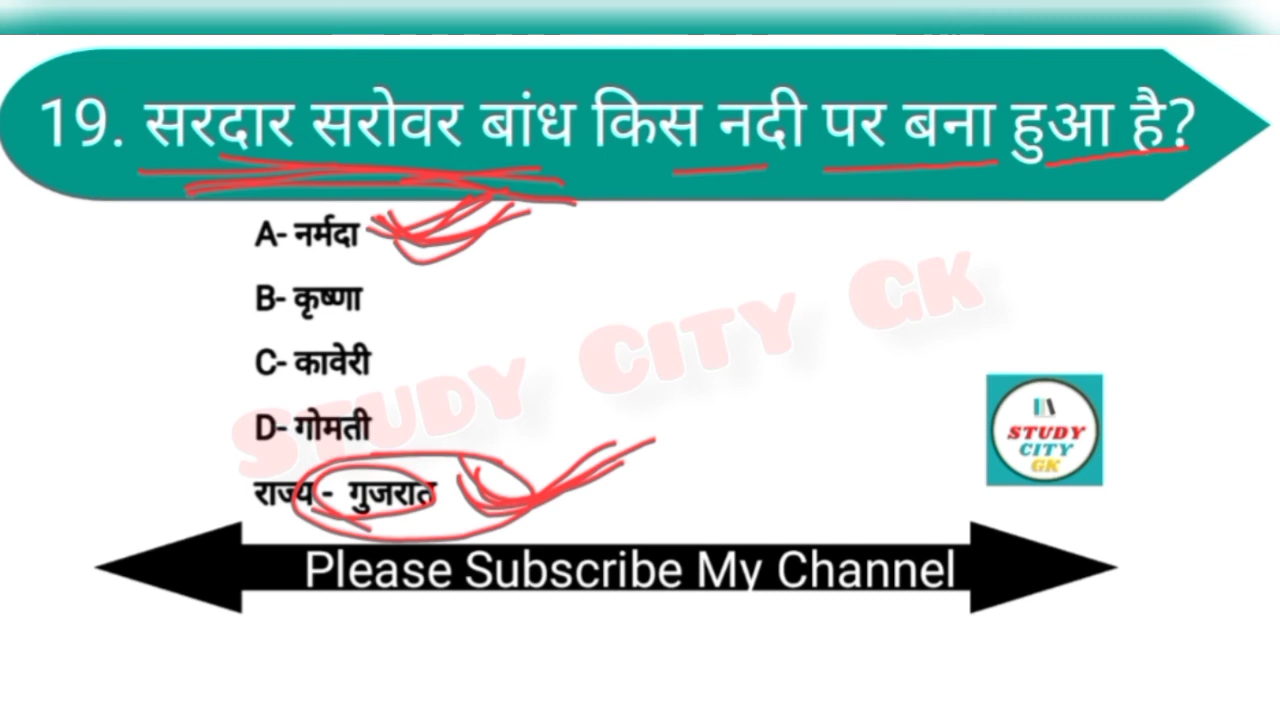 19. सरदार सरोवर बांध किस नदी पर बना हुआ है?
A- नर्मदा
B- कृष्णा
C- कावेरी
D- गोमती
राज्य - गुजरात
STUDY CITY GK
STUDY
CITY
GK
Please Subscribe My Channel